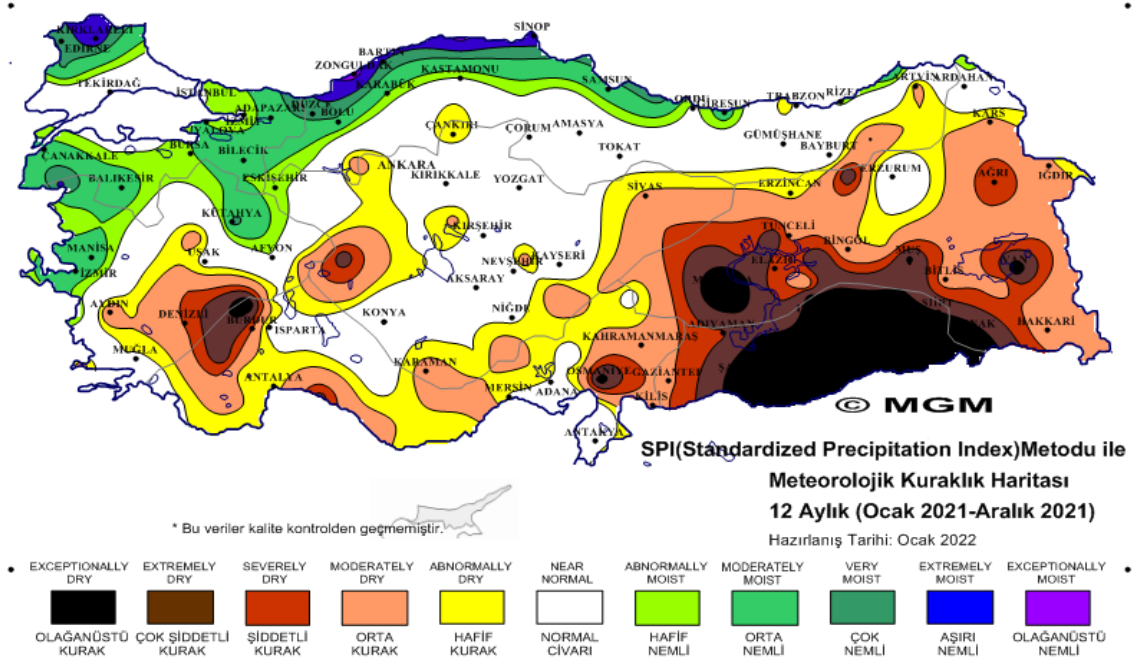 SİNOP
KIRKLARELİ
EDİRNE
BARTIN
ZONGULDAK
KASTAMONU
KARABÜK
SAMSUN
ARTVİN
ARDAHAN
TEKİRDAĞ
İSTANBUL
ADAPAZARI
DÜZCE
BOLU
ORDU
GİRESUN
TRABZON
RİZE
KARS
İZMİT
YALOVA
ÇANKIRI
ÇORUM
AMASYA
GÜMÜŞHANE
BAYBURT
ÇANAKKALE
BURSA
BİLECİK
ANKARA
TOKAT
BALIKESİR
ESKİŞEHİR
KIRIKKALE
YOZGAT
SİVAS
ERZİNCAN
ERZURUM
AĞRI
IĞDIR
KÜTAHYA
KIRŞEHİR
TUNCELİ
MANİSA
UŞAK
AFYON
NEVŞEHİR
KAYSERİ
ELAZIĞ
BİNGÖL
MUŞ
BİTLİS
VAN
İZMİR
AKSARAY
AYDIN
DENİZLİ
BURDUR
ISPARTA
KONYA
NİĞDE
ADIYAMAN
SİİRT
HAKKARİ
MUĞLA
KAHRAMANMARAŞ
ANTALYA
KARAMAN
MERSİN
ADANA
OSMANİYE
GAZİANTEP
KİLİS
ANTAKYA
© MGM
SPI(Standardized Precipitation Index)Metodu ile
Meteorolojik Kuraklık Haritası
12 Aylık (Ocak 2021-Aralık 2021)
Hazırlanış Tarihi: Ocak 2022
* Bu veriler kalite kontrolden geçmemiştir.
EXCEPTIONALLY DRY
EXTREMELY DRY
SEVERELY DRY
MODERATELY DRY
ABNORMALLY DRY
NEAR NORMAL
ABNORMALLY MOIST
MODERATELY MOIST
VERY MOIST
EXTREMELY MOIST
EXCEPTIONALLY MOIST
OLAĞANÜSTÜ KURAK
ÇOK ŞİDDETLİ KURAK
ŞİDDETLİ KURAK
ORTA KURAK
HAFİF KURAK
NORMAL CİVARI
HAFİF NEMLİ
ORTA NEMLİ
ÇOK NEMLİ
AŞIRI NEMLİ
OLAĞANÜSTÜ NEMLİ